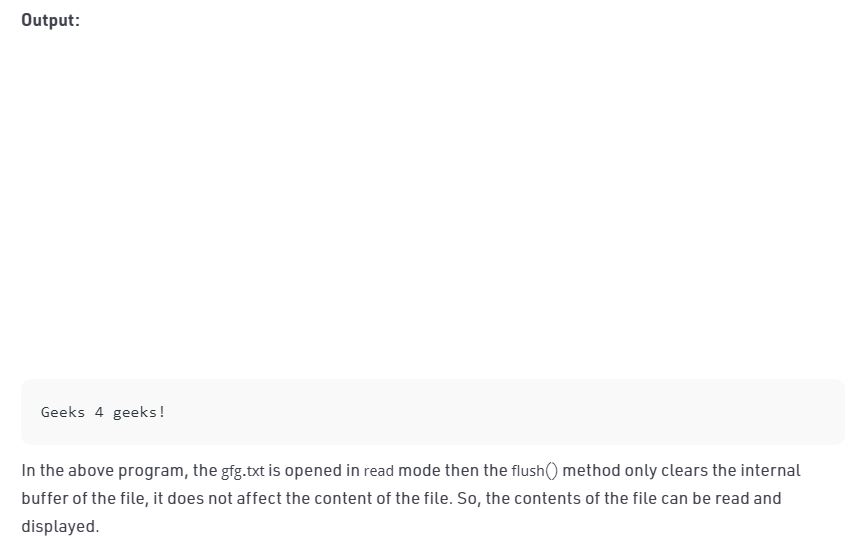 Output:
Geeks 4 geeks!
In the above program, the gfg.txt is opened in read mode then the flush() method only clears the internal
buffer of the file, it does not affect the content of the file. So, the contents of the file can be read and
displayed.